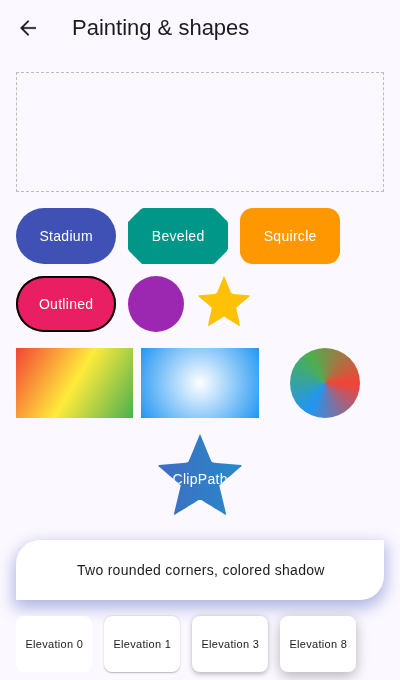 Painting & shapes
Stadium
Beveled
Squircle
Outlined
ClipPath
Two rounded corners, colored shadow
Elevation 0
Elevation 1
Elevation 3
Elevation 8